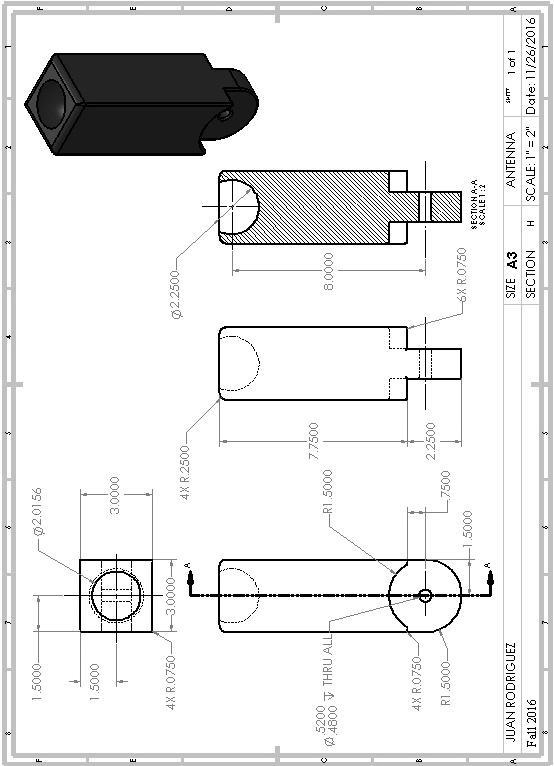 Ø2.0156
3.0000
1.5000
1.5000
3.0000
4X R.0750
4X R.2500
7.7500
2.2500
6X R.0750
Ø2.2500
8.0000
SECTION A-A
SCALE 1 : 2
R1.5000
.7500
1.5000
A
A
.5200
Ø.4800 ↧ THRU ALL
4X R.0750
R1.5000
JUAN RODRIGUEZ
SIZE A3
ANTENNA
SHEET 1 of 1
Fall 2016
SECTION H
SCALE: 1" = 2"
Date: 11/26/2016
8
7
6
5
4
3
2
1
F
E
D
C
B
A